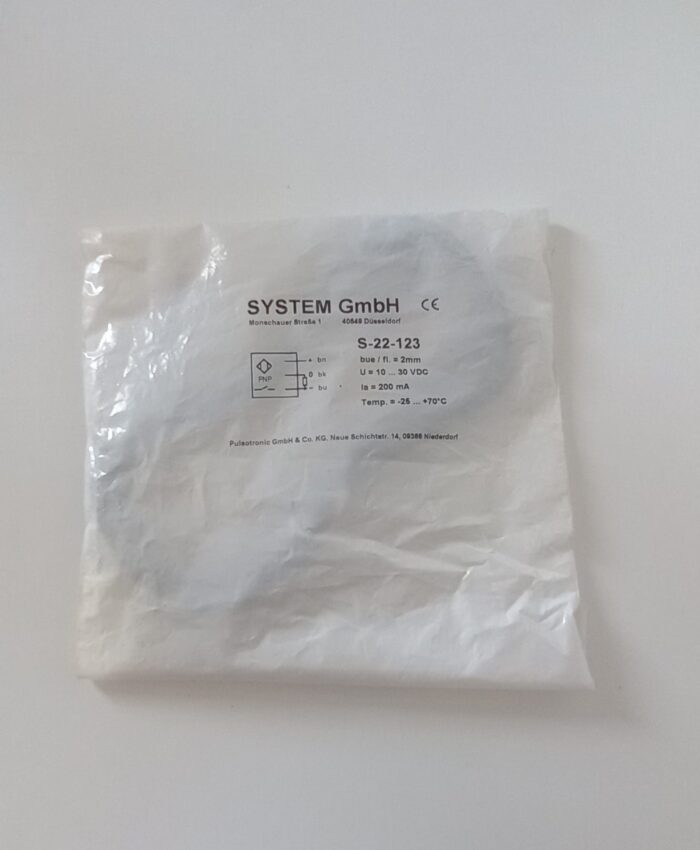 SYSTEM GmbH CE
Monschauer Straße 1 40549 Düsseldorf
S-22-123
bue / fl. = 2mm
U = 10 ... 30 VDC
Ia = 200 mA
Temp. = -25 ... +70°C
+ bn
PNP
0 bk
- bu
Pulsotronic GmbH & Co. KG. Neue Schichtstr. 14, 09366 Niederdorf